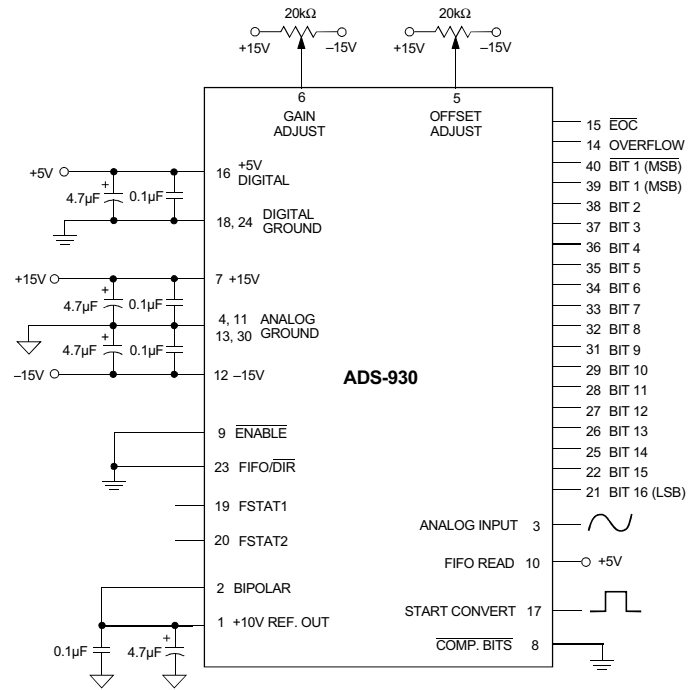 20kΩ
+15V
–15V
20kΩ
+15V
–15V
6
GAIN
ADJUST
5
OFFSET
ADJUST
+5V
+
4.7µF
0.1µF
16 +5V
DIGITAL
18, 24 DIGITAL
GROUND
+15V
+
4.7µF
0.1µF
7 +15V
4, 11 ANALOG
13, 30 GROUND
+
4.7µF
0.1µF
–15V
12 –15V
9 ENABLE
23 FIFO/DIR
19 FSTAT1
20 FSTAT2
2 BIPOLAR
1 +10V REF. OUT
0.1µF
+
4.7µF
ADS-930
15 EOC
14 OVERFLOW
40 BIT 1 (MSB)
39 BIT 1 (MSB)
38 BIT 2
37 BIT 3
36 BIT 4
35 BIT 5
34 BIT 6
33 BIT 7
32 BIT 8
31 BIT 9
29 BIT 10
28 BIT 11
27 BIT 12
26 BIT 13
25 BIT 14
22 BIT 15
21 BIT 16 (LSB)
ANALOG INPUT 3
FIFO READ 10
+5V
START CONVERT 17
COMP. BITS 8